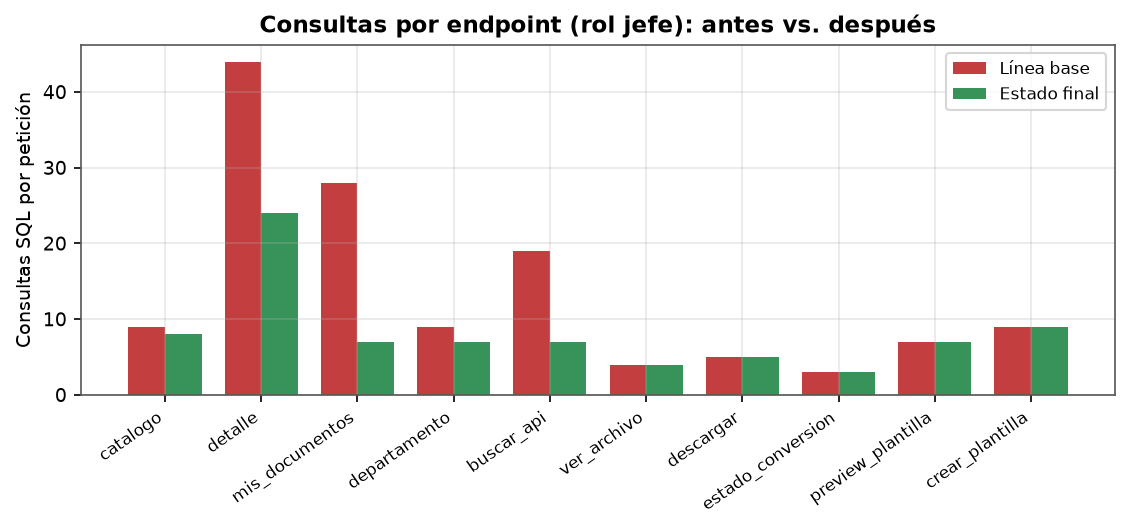 Consultas por endpoint (rol jefe): antes vs. después
Consultas SQL por petición
40
30
20
10
0
Línea base
Estado final
catalogo
detalle
mis_documentos
departamento
buscar_api
ver_archivo
descargar
estado_conversion
preview_plantilla
crear_plantilla